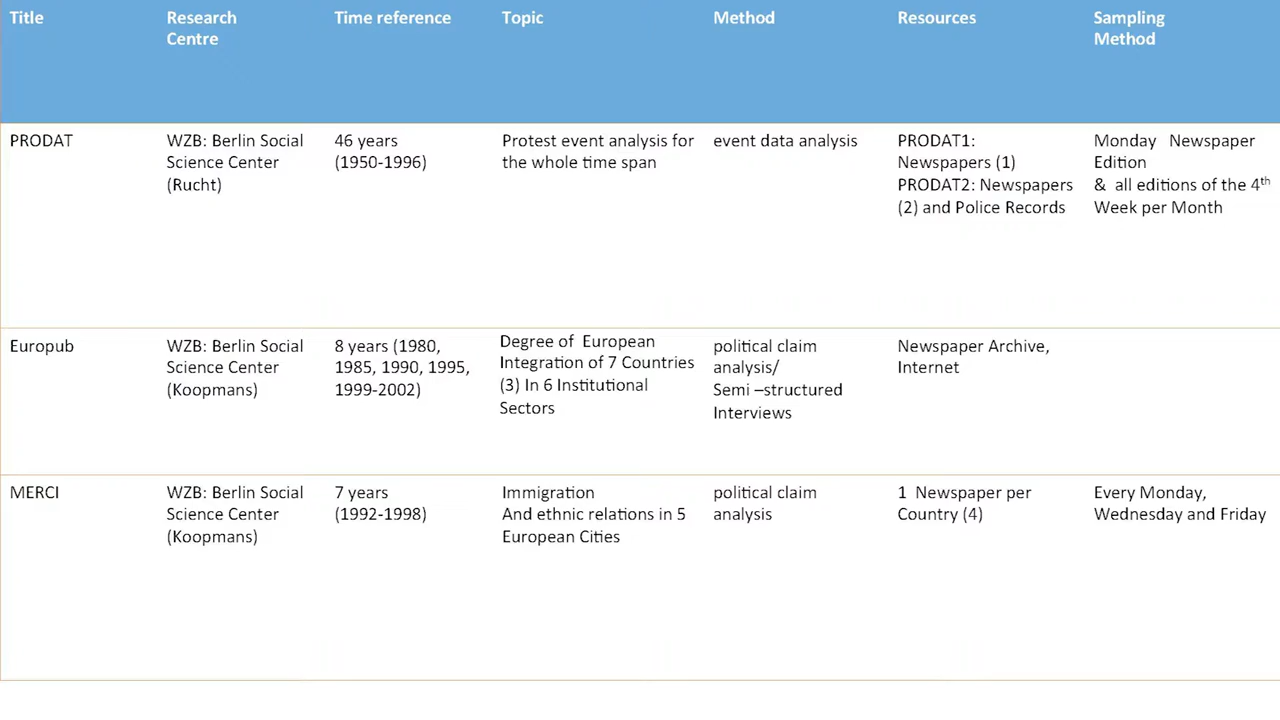 Title
Research
Centre
Time reference
Topic
Method
Resources
Sampling
Method
PRODAT
WZB: Berlin Social
Science Center
(Rucht)
46 years
(1950-1996)
Protest event analysis for
the whole time span
event data analysis
PRODAT1:
Newspapers (1)
PRODAT2: Newspapers
(2) and Police Records
Monday Newspaper
Edition
& all editions of the 4th
Week per Month
Europub
WZB: Berlin Social
Science Center
(Koopmans)
8 years (1980,
1985, 1990, 1995,
1999-2002)
Degree of European
Integration of 7 Countries
(3) In 6 Institutional
Sectors
political claim
analysis/
Semi –structured
Interviews
Newspaper Archive,
Internet
MERCI
WZB: Berlin Social
Science Center
(Koopmans)
7 years
(1992-1998)
Immigration
And ethnic relations in 5
European Cities
political claim
analysis
1 Newspaper per
Country (4)
Every Monday,
Wednesday and Friday